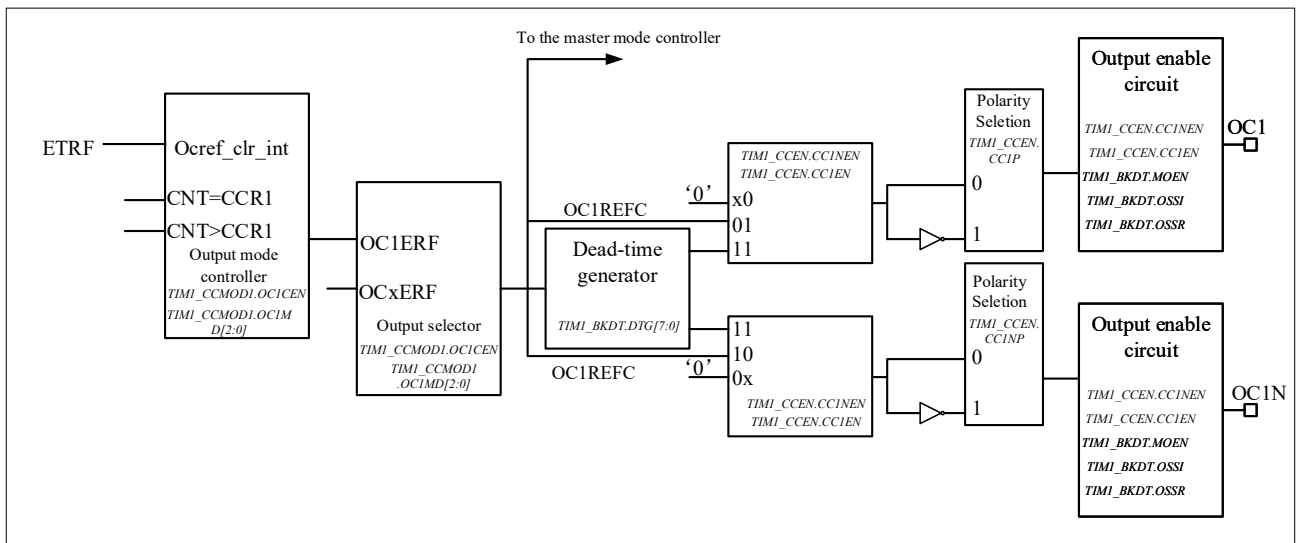 To the master mode controller
ETRF
Ocref_clr_int
CNT=CCR1
CNT>CCR1
Output mode
controller
TIM1_CCMOD1.OC1CEN
TIM1_CCMOD1.OC1M
D[2:0]
OC1ERF
OCxERF
Output selector
TIM1_CCMOD1.OC1CEN
TIM1_CCMOD1
.OC1MD[2:0]
OC1REFC
Dead-time
generator
TIM1_BKDT.DTG[7:0]
OC1REFC
TIM1_CCEN.CC1NEN
TIM1_CCEN.CC1EN
‘0’
x0
01
11
11
10
‘0’
0x
TIM1_CCEN.CC1NEN
TIM1_CCEN.CC1EN
Polarity
Seletion
TIM1_CCEN.
CC1P
0
1
Polarity
Seletion
TIM1_CCEN.
CC1NP
0
1
Output enable
circuit
TIM1_CCEN.CC1NEN
TIM1_CCEN.CC1EN
TIM1_BKDT.MOEN
TIM1_BKDT.OSSI
TIM1_BKDT.OSSR
OC1
Output enable
circuit
TIM1_CCEN.CC1NEN
TIM1_CCEN.CC1EN
TIM1_BKDT.MOEN
TIM1_BKDT.OSSI
TIM1_BKDT.OSSR
OC1N